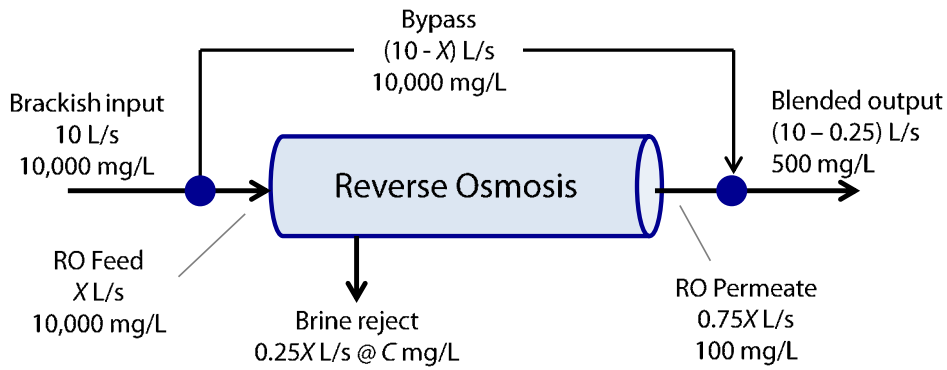 Bypass
(10 - X) L/s
10,000 mg/L
Brackish input
10 L/s
10,000 mg/L
Blended output
(10 – 0.25) L/s
500 mg/L
Reverse Osmosis
RO Feed
X L/s
10,000 mg/L
Brine reject
0.25X L/s @ C mg/L
RO Permeate
0.75X L/s
100 mg/L